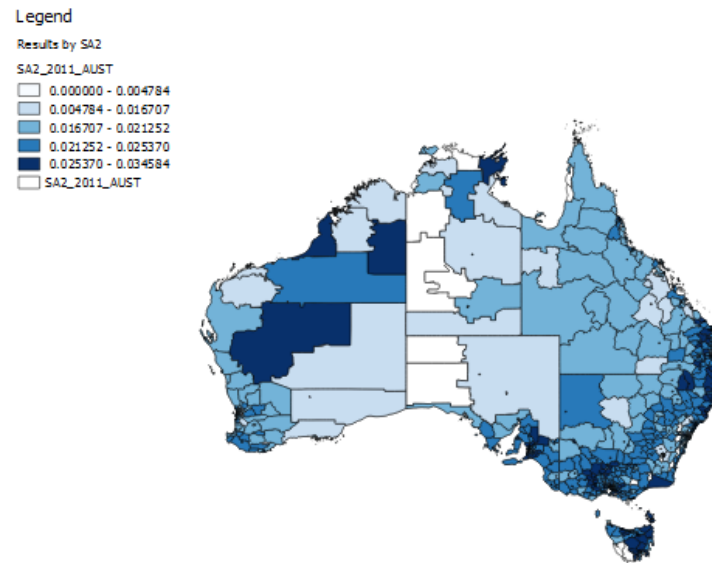 Legend
Results by SA2
SA2_2011_AUST
0.000000 - 0.004784
0.004784 - 0.016707
0.016707 - 0.021252
0.021252 - 0.025370
0.025370 - 0.034584
SA2_2011_AUST